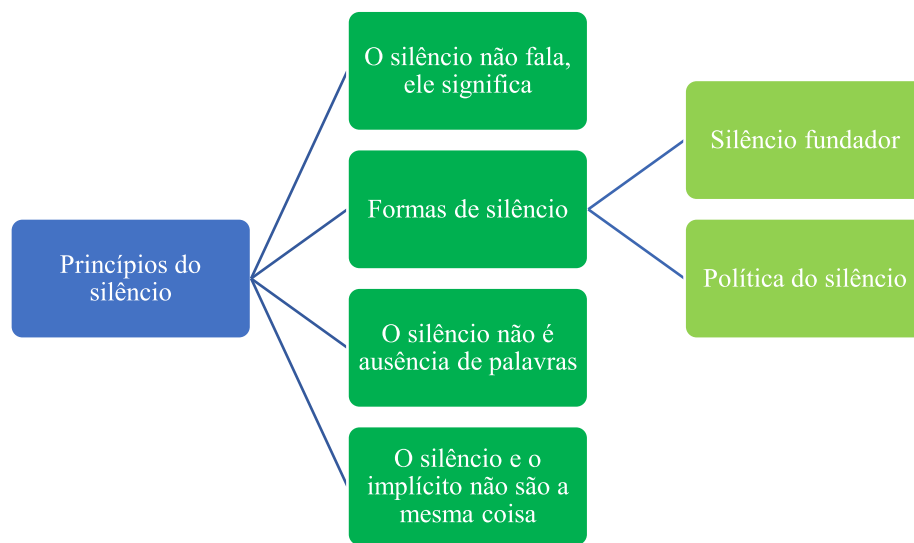 Princípios do
silêncio
O silêncio não fala,
ele significa
Formas de silêncio
Silêncio fundador
Política do silêncio
O silêncio não é
ausência de palavras
O silêncio e o
implícito não são a
mesma coisa